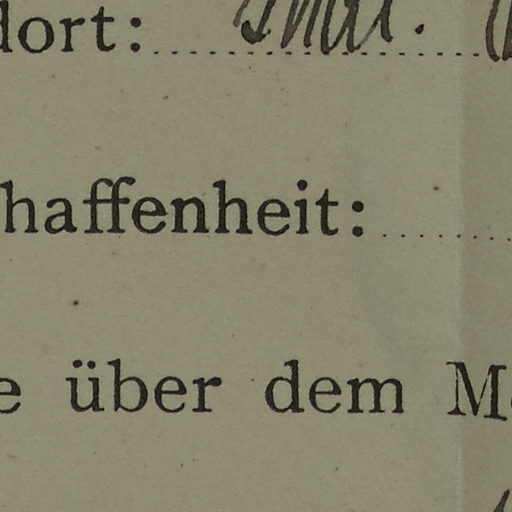 dort:
haffenheit:
e über dem M